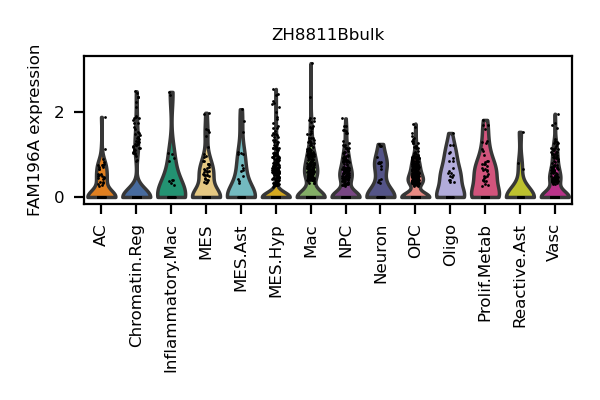 ZH8811Bbulk
FAM196A expression
2
0
AC
Chromatin.Reg
Inflammatory.Mac
MES
MES.Ast
MES.Hyp
Mac
NPC
Neuron
OPC
Oligo
Prolif.Metab
Reactive.Ast
Vasc